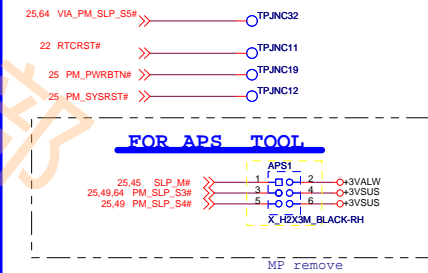 25,64 VIA_PM_SLP_S5# TPJNC32
22 RTCRST# TPJNC11
25 PM_PWRBTN# TPJNC19
25 PM_SYSRST# TPJNC12
FOR APS TOOL
APS1
25,45 SLP_M# 1 2 +3VALW
25,49,64 PM_SLP_S3# 3 4 +3VSUS
25,49 PM_SLP_S4# 5 6 +3VSUS
X_H2X3M_BLACK-RH
MP remove